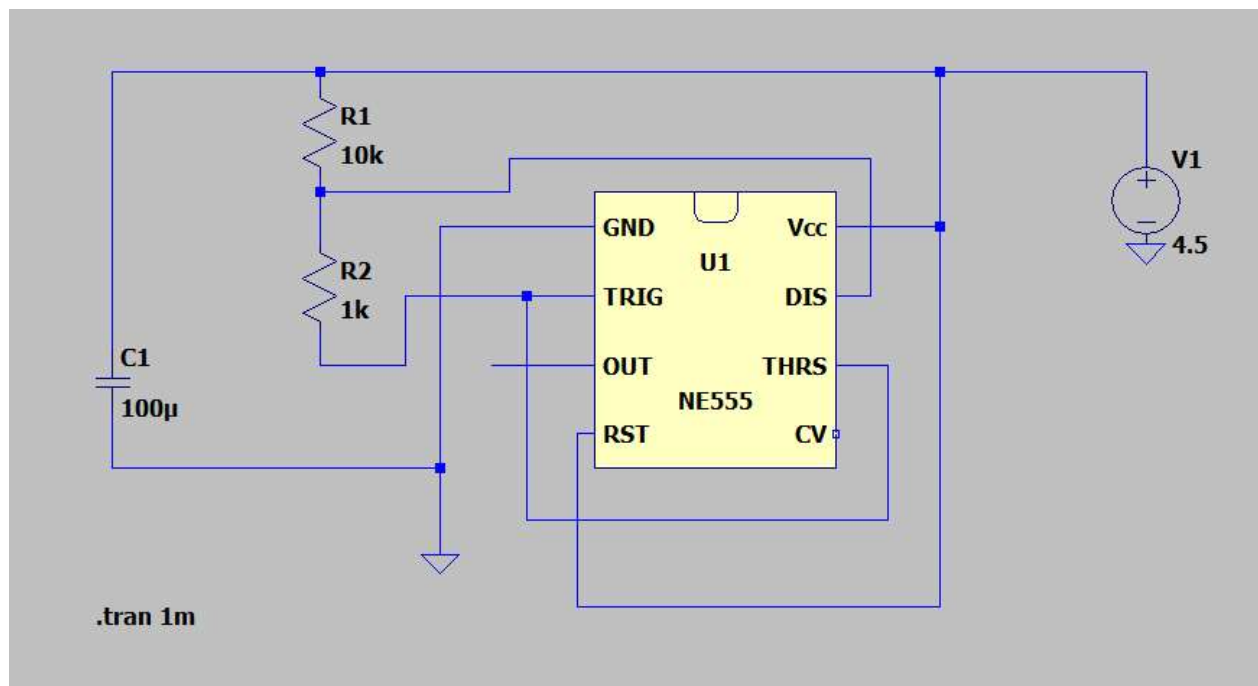 R1
10k
V1
4.5
GND
Vcc
U1
R2
1k
TRIG
DIS
C1
100µ
OUT
THRS
NE555
RST
CV
.tran 1m